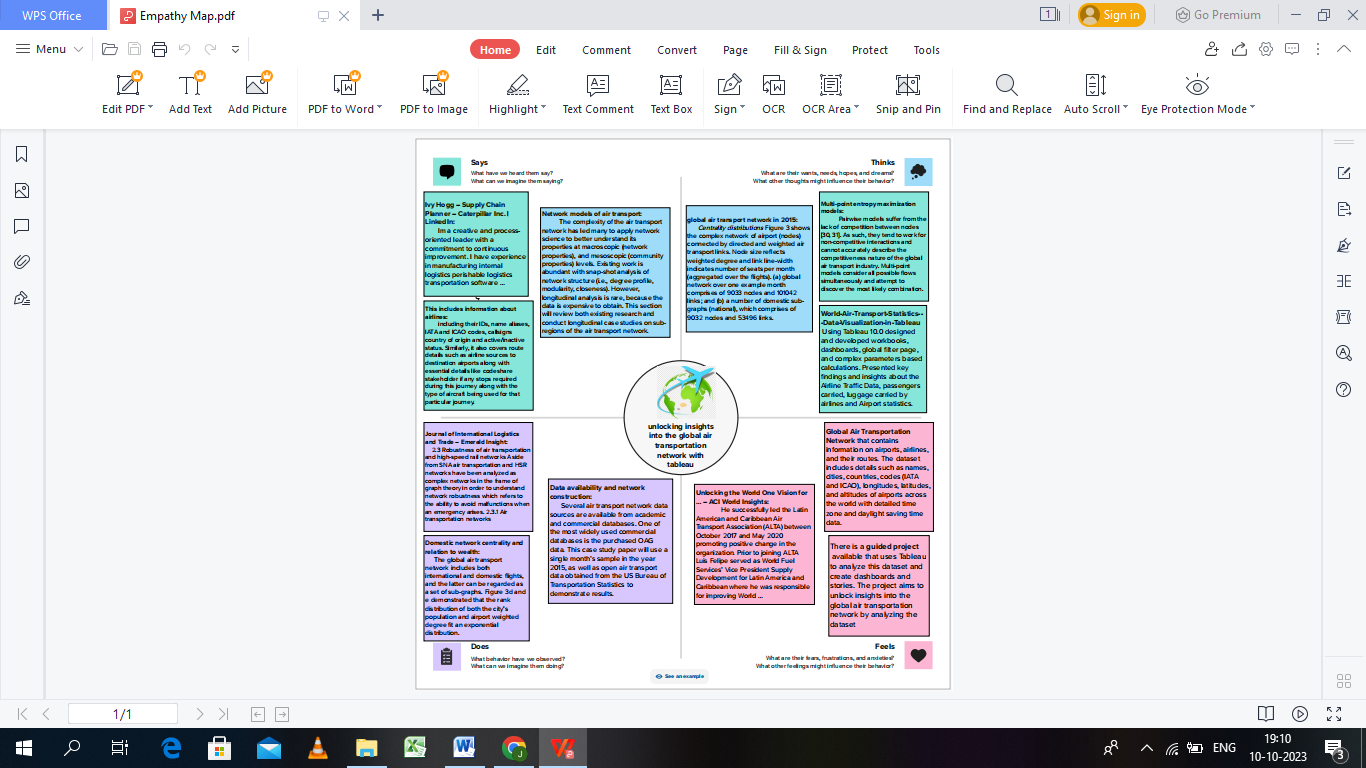 WPS Office
Empathy Map.pdf
1
Sign in
Go Premium
Menu
Home
Edit
Comment
Convert
Page
Fill & Sign
Protect
Tools
Edit PDF
Add Text
Add Picture
PDF to Word
PDF to Image
Highlight
Text Comment
Text Box
Sign
OCR
OCR Area
Snip and Pin
Find and Replace
Auto Scroll
Eye Protection Mode
Says
What have we heard them say?
What can we imagine them saying?
Thinks
What are their wants, needs, hopes, and dreams?
What other thoughts might influence their behavior?
Ivy Hogg – Supply Chain
Planner – Caterpillar Inc. |
LinkedIn:
Im a creative and process-
oriented leader with a
commitment to continuous
improvement. I have experience
in manufacturing internal
logistics perishable logistics
transportation software ...
This includes information about
airlines:
including their IDs, name aliases,
IATA and ICAO codes, callsigns
country of origin and active/inactive
status. Similarly, it also covers route
details such as airline sources to
destination airports along with
essential details like codeshare
stakeholder if any stops required
during this journey along with the
type of aircraft being used for that
particular journey.
Network models of air transport:
The complexity of the air transport
network has led many to apply network
science to better understand its
properties at macroscopic (network
properties), and mesoscopic (community
properties) levels. Existing work is
abundant with snap-shot analysis of
network structure (i.e., degree profile,
modularity, closeness). However,
longitudinal analysis is rare, because the
data is expensive to obtain. This section
will review both existing research and
conduct longitudinal case studies on sub-
regions of the air transport network.
global air transport network in 2015:
Centrality distributions Figure 3 shows
the complex network of airport (nodes)
connected by directed and weighted air
transport links. Node size reflects
weighted degree and link line-width
indicates number of seats per month
(aggregated over the flights). (a) global
network over one example month
comprises of 9033 nodes and 101042
links; and (b) a number of domestic sub-
graphs (national), which comprises of
9032 nodes and 53496 links.
Multi-point entropy maximization
models:
Pairwise models suffer from the
lack of competition between nodes
[30, 31]. As such, they tend to work for
non-competitive interactions and
cannot accurately describe the
competitiveness nature of the global
air transport industry. Multi-point
models consider all possible flows
simultaneously and attempt to
discover the most likely combination.
World-Air-Transport-Statistics--
-Data-Visualization-in-Tableau
Using Tableau 10.0 designed
and developed workbooks,
dashboards, global filter page,
and complex parameters based
calculations. Presented key
findings and insights about the
Airline Traffic Data, passengers
carried, luggage carried by
airlines and Airport statistics.
unlocking insights
into the global air
transportation
network with
tableau
Journal of International Logistics
and Trade – Emerald Insight:
2.3 Robustness of air transportation
and high-speed rail networks Aside
from SNA air transportation and HSR
networks have been analyzed as
complex networks in the frame of
graph theory in order to understand
network robustness which refers to
the ability to avoid malfunctions when
an emergency arises. 2.3.1 Air
transportation networks
Domestic network centrality and
relation to wealth:
The global air transport
network includes both
international and domestic flights,
and the latter can be regarded as
a set of sub-graphs. Figure 3d and
e demonstrated that the rank
distribution of both the city's
population and airport weighted
degree fit an exponential
distribution.
Data availability and network
construction:
Several air transport network data
sources are available from academic
and commercial databases. One of
the most widely used commercial
databases is the purchased OAG
data. This case study paper will use a
single month's sample in the year
2015, as well as open air transport
data obtained from the US Bureau of
Transportation Statistics to
demonstrate results.
Unlocking the World One Vision for
... – ACI World Insights:
He successfully led the Latin
American and Caribbean Air
Transport Association (ALTA) between
October 2017 and May 2020
promoting positive change in the
organization. Prior to joining ALTA
Luis Felipe served as World Fuel
Services' Vice President Supply
Development for Latin America and
Caribbean where he was responsible
for improving World ...
Global Air Transportation
Network that contains
information on airports, airlines,
and their routes. The dataset
includes details such as names,
cities, countries, codes (IATA
and ICAO), longitudes, latitudes,
and altitudes of airports across
the world with detailed time
zone and daylight saving time
data.
There is a guided project
available that uses Tableau
to analyze this dataset and
create dashboards and
stories. The project aims to
unlock insights into the
global air transportation
network by analyzing the
dataset
Does
What behavior have we observed?
What can we imagine them doing?
Feels
What are their fears, frustrations, and anxieties?
What other feelings might influence their behavior?
See an example
1/1
ENG
19:10
10-10-2023
3